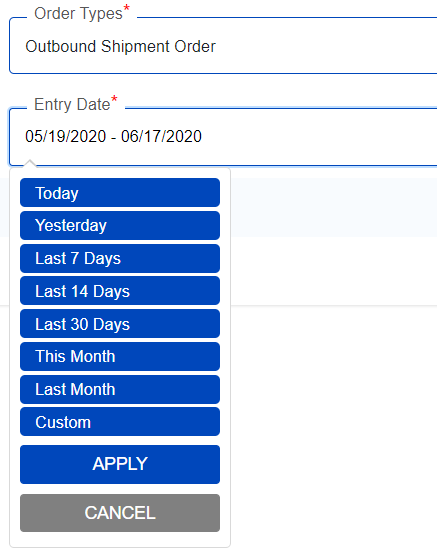 Order Types*
Outbound Shipment Order
Entry Date*
05/19/2020 - 06/17/2020
Today
Yesterday
Last 7 Days
Last 14 Days
Last 30 Days
This Month
Last Month
Custom
APPLY
CANCEL